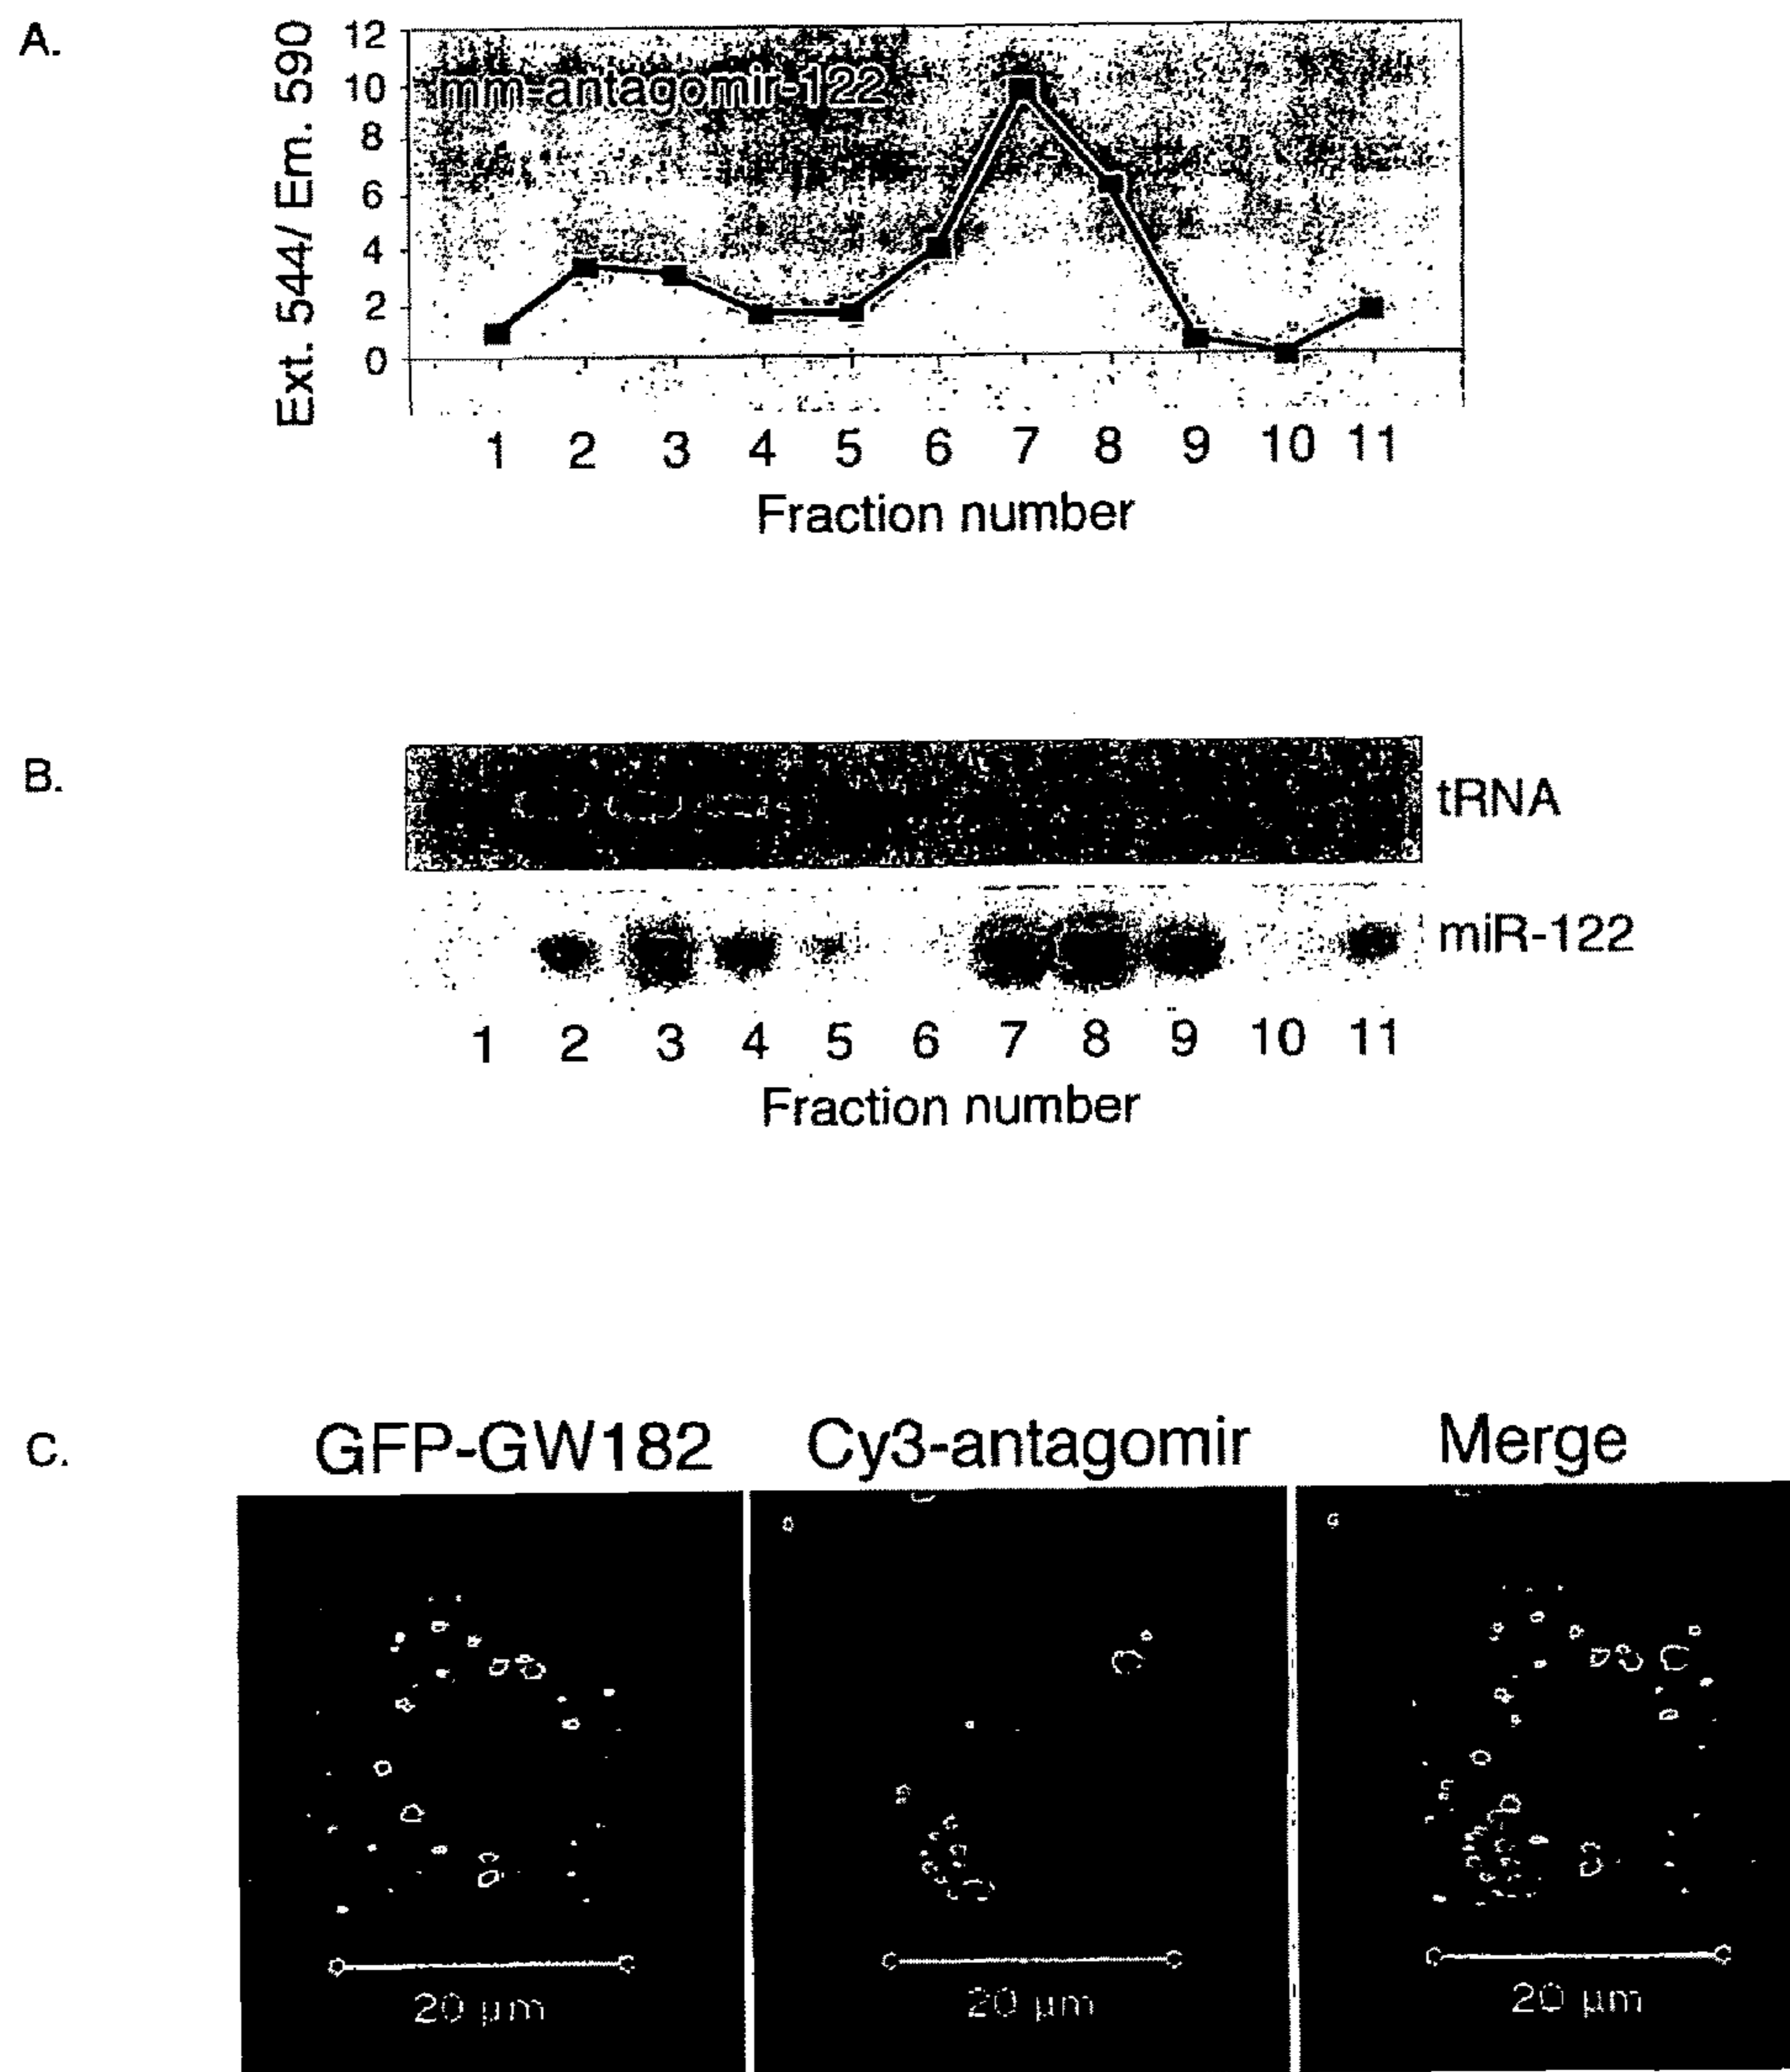 A.
Ext. 544/ Em. 590
12
10
8
6
4
2
0
mm-antagomir-122
1 2 3 4 5 6 7 8 9 10 11
Fraction number
B.
tRNA
miR-122
1 2 3 4 5 6 7 8 9 10 11
Fraction number
C.
GFP-GW182 Cy3-antagomir Merge
20 µm 20 µm 20 µm